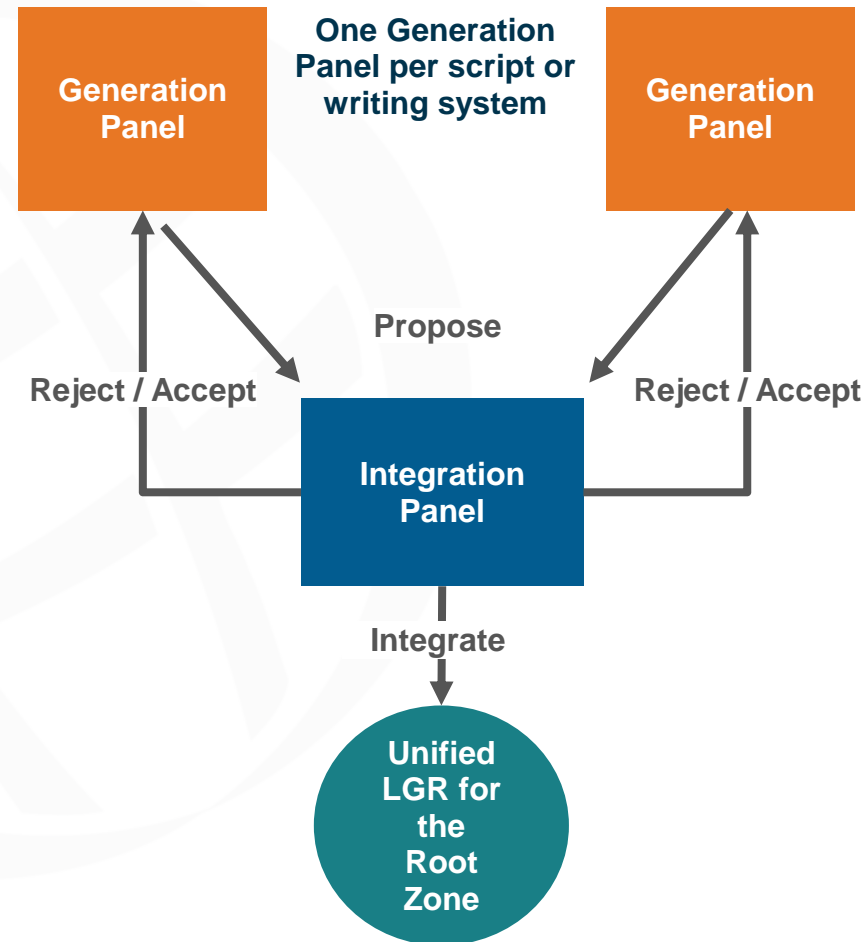 One Generation
Panel per script or
writing system
Generation
Panel
Generation
Panel
Propose
Reject / Accept
Reject / Accept
Integration
Panel
Integrate
Unified
LGR for
the
Root
Zone